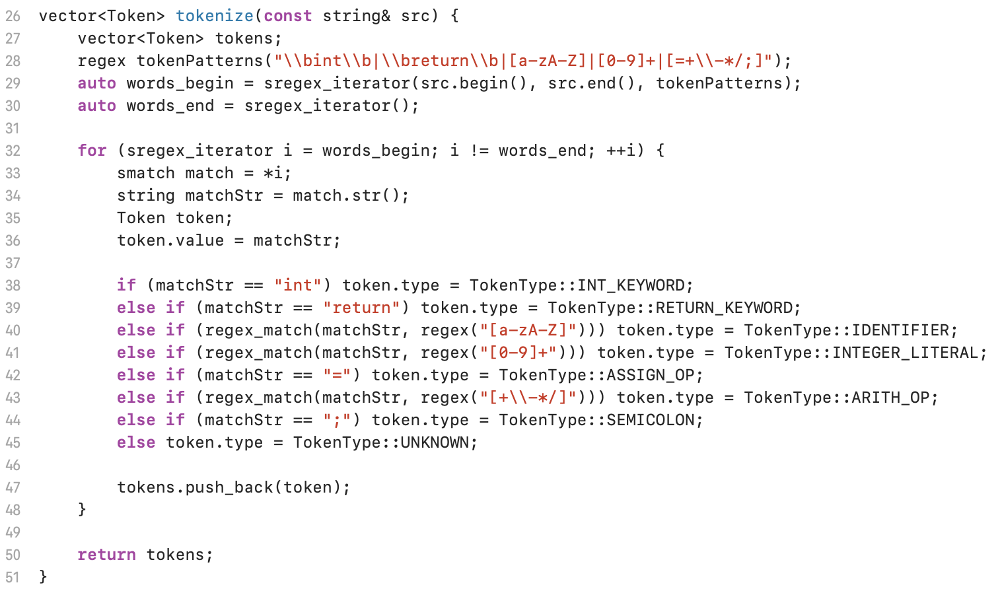 26 vector<Token> tokenize(const string& src) {
27     vector<Token> tokens;
28     regex tokenPatterns("\\bint\\b|\\breturn\\b|[a-zA-Z]|[0-9]+|[=+\\-*/;]");
29     auto words_begin = sregex_iterator(src.begin(), src.end(), tokenPatterns);
30     auto words_end = sregex_iterator();
31
32     for (sregex_iterator i = words_begin; i != words_end; ++i) {
33         smatch match = *i;
34         string matchStr = match.str();
35         Token token;
36         token.value = matchStr;
37
38         if (matchStr == "int") token.type = TokenType::INT_KEYWORD;
39         else if (matchStr == "return") token.type = TokenType::RETURN_KEYWORD;
40         else if (regex_match(matchStr, regex("[a-zA-Z]"))) token.type = TokenType::IDENTIFIER;
41         else if (regex_match(matchStr, regex("[0-9]+"))) token.type = TokenType::INTEGER_LITERAL;
42         else if (matchStr == "=") token.type = TokenType::ASSIGN_OP;
43         else if (regex_match(matchStr, regex("[+\\-*/]"))) token.type = TokenType::ARITH_OP;
44         else if (matchStr == ";") token.type = TokenType::SEMICOLON;
45         else token.type = TokenType::UNKNOWN;
46
47         tokens.push_back(token);
48     }
49
50     return tokens;
51 }